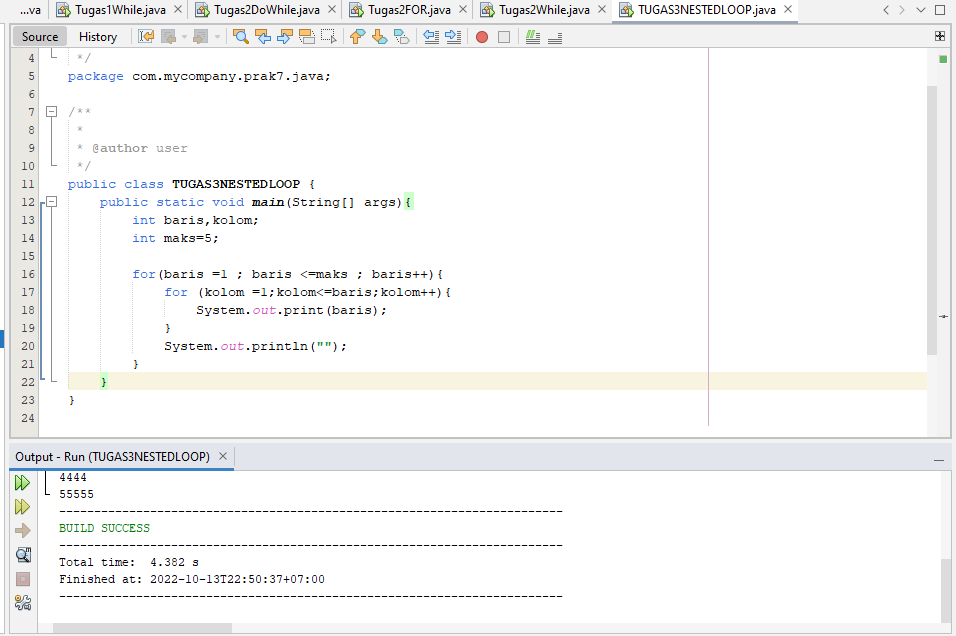 ...va Tugas1While.java Tugas2DoWhile.java Tugas2FOR.java Tugas2While.java TUGAS3NESTEDLOOP.java
Source History
4 */
5 package com.mycompany.prak7.java;
6
7 /**
8 *
9 * @author user
10 */
11 public class TUGAS3NESTEDLOOP {
12 public static void main(String[] args){
13 int baris,kolom;
14 int maks=5;
15
16 for(baris =1 ; baris <=maks ; baris++){
17 for (kolom =1;kolom<=baris;kolom++){
18 System.out.print(baris);
19 }
20 System.out.println("");
21 }
22 }
23 }
24
Output - Run (TUGAS3NESTEDLOOP)
4444
55555
------------------------------------------------------------------------
BUILD SUCCESS
------------------------------------------------------------------------
Total time: 4.382 s
Finished at: 2022-10-13T22:50:37+07:00
------------------------------------------------------------------------